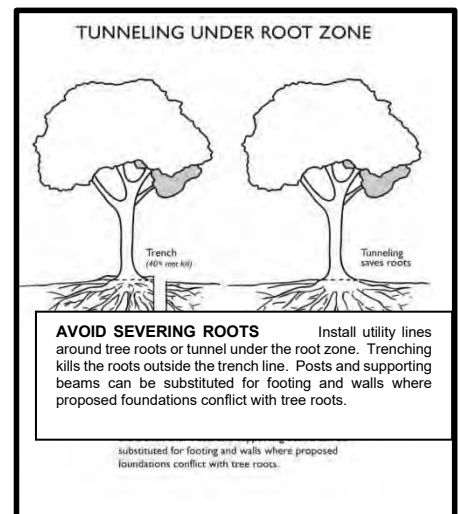 TUNNELING UNDER ROOT ZONE
Trench
(40% root kill)
Tunneling
saves roots
AVOID SEVERING ROOTS Install utility lines
around tree roots or tunnel under the root zone. Trenching
kills the roots outside the trench line. Posts and supporting
beams can be substituted for footing and walls where
proposed foundations conflict with tree roots.
substituted for footing and walls where proposed
foundations conflict with tree roots.